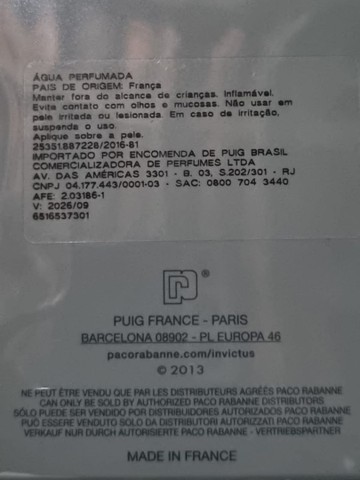 ÁGUA PERFUMADA
PAÍS DE ORIGEM: França
Manter fora do alcance de crianças. Inflamável.
Evite contato com olhos e mucosas. Não usar em
pele irritada ou lesionada. Em caso de irritação,
suspenda o uso.
Aplique sobre a pele.
25351.887228/2016-81
IMPORTADO POR ENCOMENDA DE PUIG BRASIL
COMERCIALIZADORA DE PERFUMES LTDA
AV. DAS AMÉRICAS 3301 - B. 03, S.202/301 - RJ
CNPJ 04.177.443/0001-03 - SAC: 0800 704 3440
AFE: 2.03186-1
V: 2026/09
6516537301
®
PUIG FRANCE - PARIS
BARCELONA 08902 - PL EUROPA 46
pacorabanne.com/invictus
© 2013
NE PEUT ÊTRE VENDU QUE PAR LES DISTRIBUTEURS AGRÉÉS PACO RABANNE
CAN ONLY BE SOLD BY AUTHORIZED PACO RABANNE DISTRIBUTORS
SÓLO PUEDE SER VENDIDO POR DISTRIBUIDORES AUTORIZADOS PACO RABANNE
PUÒ ESSERE VENDUTO SOLO DA DISTRIBUTORI AUTORIZZATI PACO RABANNE
VERKAUF NUR DURCH AUTORISIERTE PACO RABANNE - VERTRIEBSPARTNER
MADE IN FRANCE